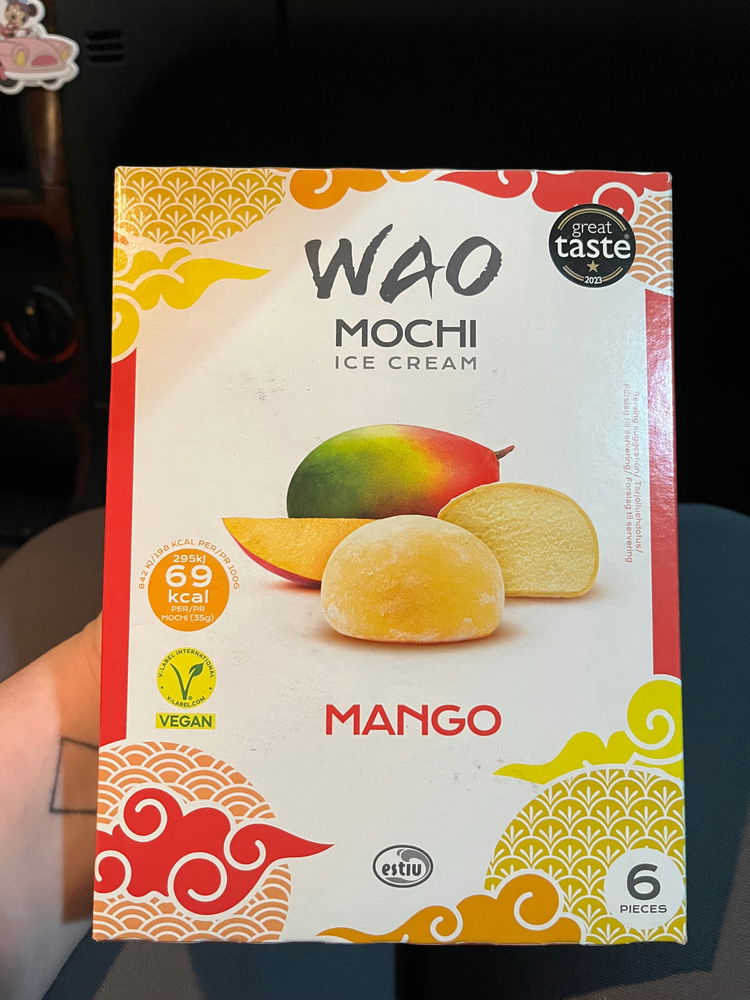 great
taste
2023
WAO
MOCHI
ICE CREAM
Serving suggestion/ Tarjoiluehdotus/
Förslag till servering/ Forslag til servering
842 KJ/198 KCAL PER/PR 100G
295kJ
69
kcal
PER/PR
MOCHI (35g)
V-LABEL INTERNATIONAL
V-LABEL.COM
VEGAN
MANGO
estiu
6
PIECES